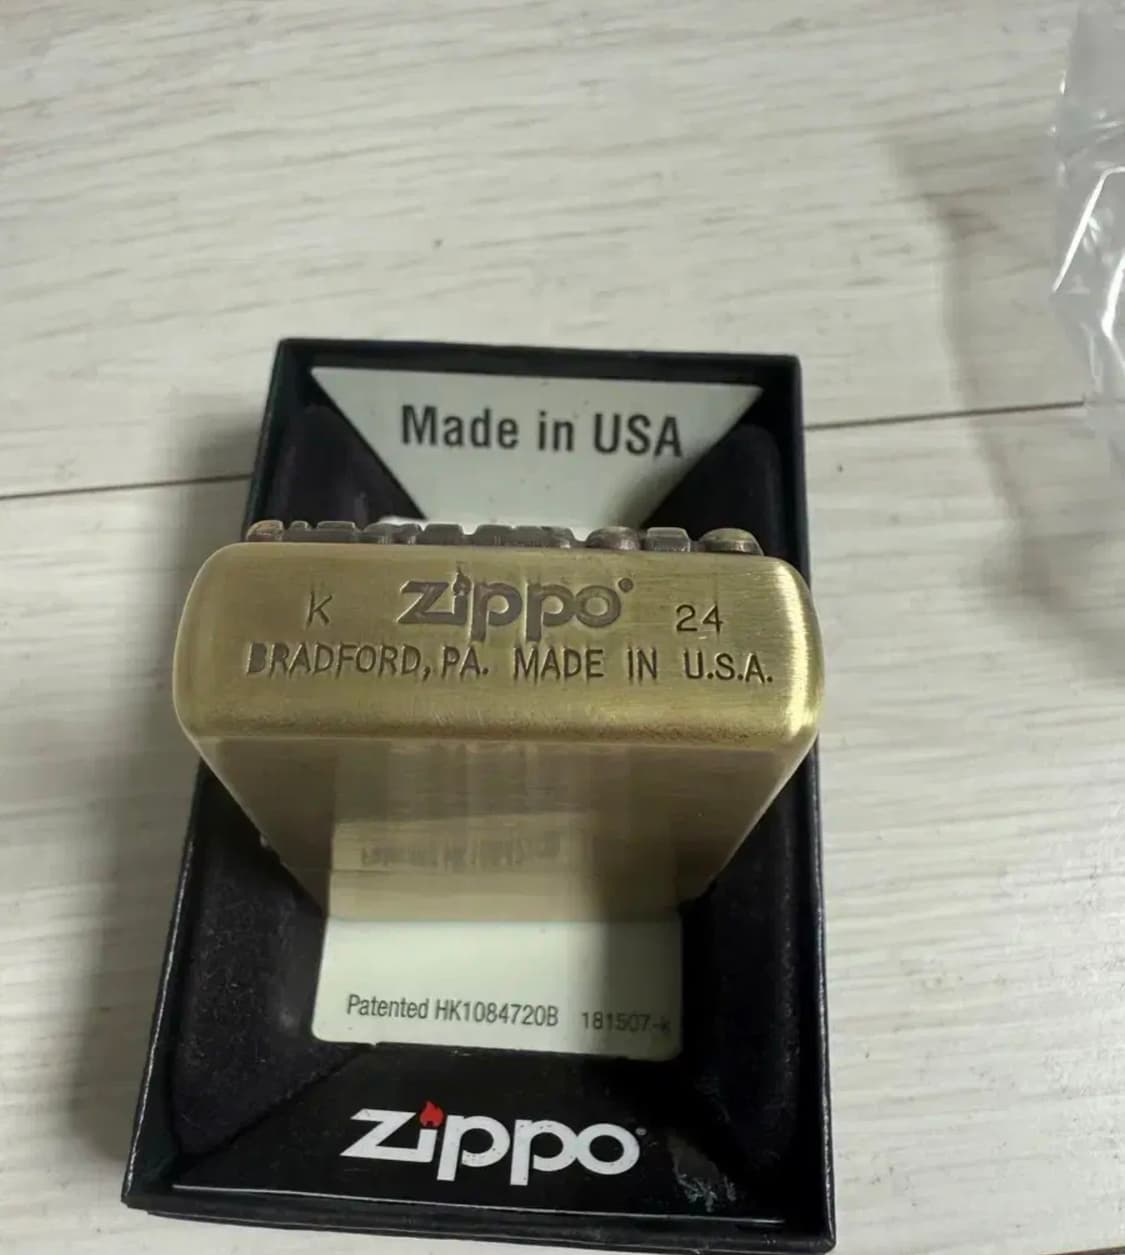 Made in USA
K zippo 24
BRADFORD, PA. MADE IN U.S.A.
Patented HK1084720B 181507-k
zippo